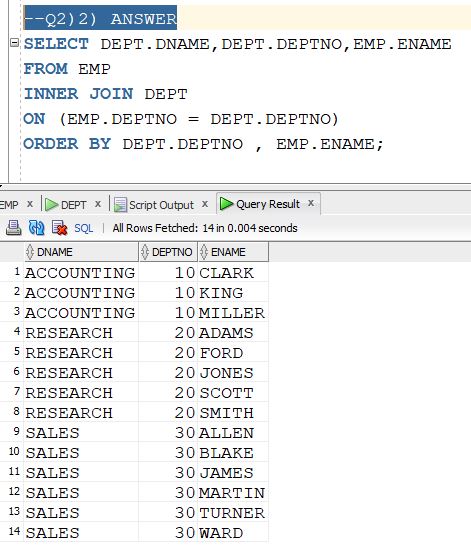 --Q2)2) ANSWER
SELECT DEPT.DNAME,DEPT.DEPTNO,EMP.ENAME
FROM EMP
INNER JOIN DEPT
ON (EMP.DEPTNO = DEPT.DEPTNO)
ORDER BY DEPT.DEPTNO , EMP.ENAME;
EMP x DEPT x Script Output x Query Result x
SQL | All Rows Fetched: 14 in 0.004 seconds
DNAME DEPTNO ENAME
1 ACCOUNTING 10 CLARK
2 ACCOUNTING 10 KING
3 ACCOUNTING 10 MILLER
4 RESEARCH 20 ADAMS
5 RESEARCH 20 FORD
6 RESEARCH 20 JONES
7 RESEARCH 20 SCOTT
8 RESEARCH 20 SMITH
9 SALES 30 ALLEN
10 SALES 30 BLAKE
11 SALES 30 JAMES
12 SALES 30 MARTIN
13 SALES 30 TURNER
14 SALES 30 WARD